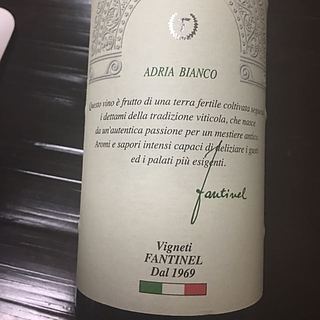 F
ADRIA BIANCO
Questo vino è frutto di una terra fertile coltivata seguendo
i dettami della tradizione viticola, che nasce
da un'autentica passione per un mestiere antico.
Aromi e sapori intensi capaci di deliziare i gusti
ed i palati più esigenti.
fantinel
Vigneti
FANTINEL
Dal 1969